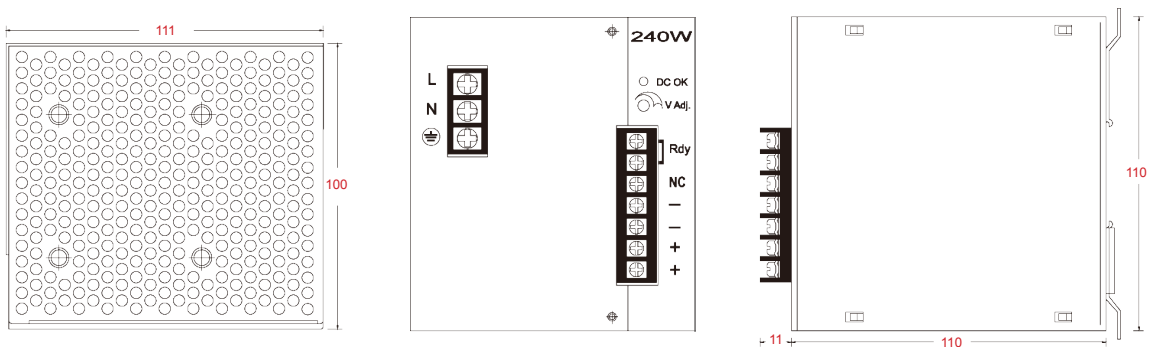 111
100
240W
DC OK
V Adj.
L
N
Rdy
NC
—
—
+
+
110
11
110